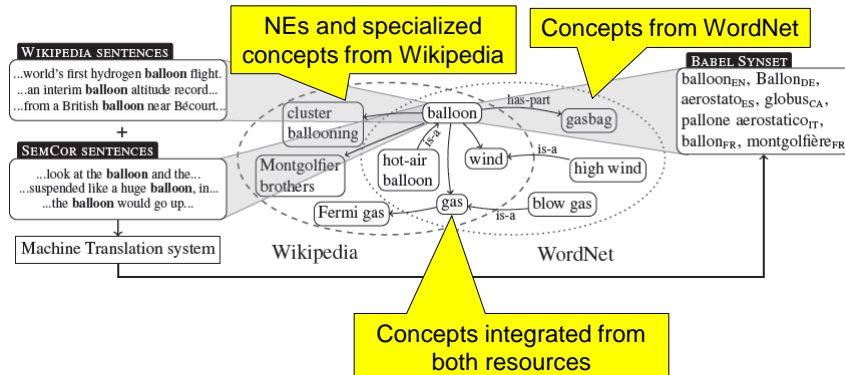 NEs and specialized
concepts from Wikipedia
Concepts from WordNet
WIKIPEDIA SENTENCES
...world's first hydrogen balloon flight.
...an interim balloon altitude record...
...from a British balloon near Bécourt...
+
SEMCOR SENTENCES
...look at the balloon and the...
...suspended like a huge balloon, in...
...the balloon would go up...
Machine Translation system
cluster
ballooning
Montgolfier
brothers
Fermi gas
Wikipedia
balloon
is-a
hot-air
balloon
gas
has-part
gasbag
wind
is-a
high wind
is-a
blow gas
WordNet
BABEL SYNSET
balloonEN, BallonDE,
aerostatoES, globusCA,
pallone aerostaticoIT,
ballonFR, montgolfièreFR
Concepts integrated from
both resources